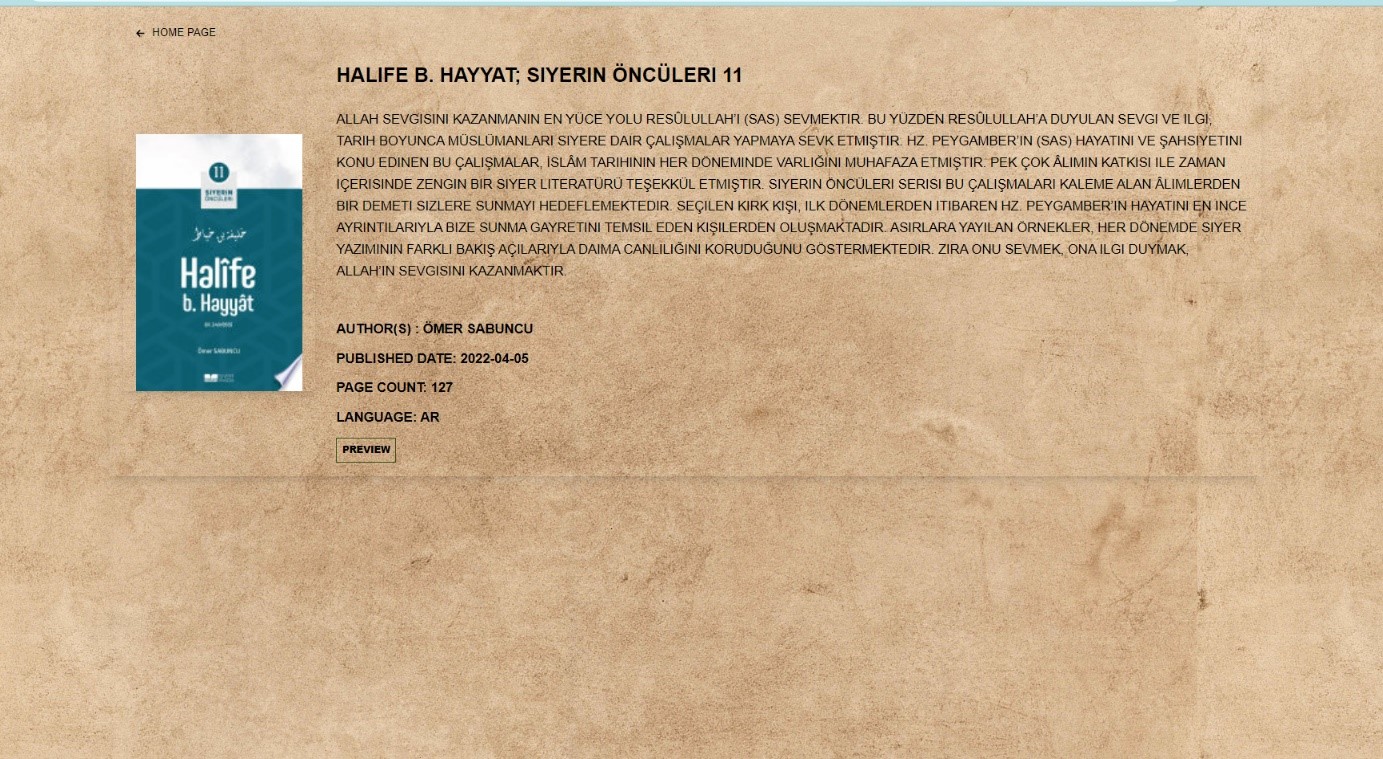 HOME PAGE
HALIFE B. HAYYAT; SIYERIN ÖNCÜLERI 11
ALLAH SEVGISINI KAZANMANIN EN YÜCE YOLU RESÛLULLAH’I (SAS) SEVMEKTIR. BU YÜZDEN RESÛLULLAH’A DUYULAN SEVGI VE ILGI,
TARIH BOYUNCA MÜSLÜMANLARI SIYERE DAIR ÇALIŞMALAR YAPMAYA SEVK ETMIŞTIR. HZ. PEYGAMBER’IN (SAS) HAYATINI VE ŞAHSIYETINI
KONU EDINEN BU ÇALIŞMALAR, İSLÂM TARIHININ HER DÖNEMINDE VARLIĞINI MUHAFAZA ETMIŞTIR. PEK ÇOK ÂLIMIN KATKISI ILE ZAMAN
IÇERISINDE ZENGIN BIR SIYER LITERATÜRÜ TEŞEKKÜL ETMIŞTIR. SIYERIN ÖNCÜLERI SERISI BU ÇALIŞMALARI KALEME ALAN ÂLIMLERDEN
BIR DEMETI SIZLERE SUNMAYI HEDEFLEMEKTEDIR. SEÇILEN KIRK KIŞI, ILK DÖNEMLERDEN ITIBAREN HZ. PEYGAMBER’IN HAYATINI EN INCE
AYRINTILARIYLA BIZE SUNMA GAYRETINI TEMSIL EDEN KIŞILERDEN OLUŞMAKTADIR. ASIRLARA YAYILAN ÖRNEKLER, HER DÖNEMDE SIYER
YAZIMININ FARKLI BAKIŞ AÇILARIYLA DAIMA CANLILIĞINI KORUDUĞUNU GÖSTERMEKTEDIR. ZIRA ONU SEVMEK, ONA ILGI DUYMAK,
ALLAH’IN SEVGISINI KAZANMAKTIR.
AUTHOR(S) : ÖMER SABUNCU
PUBLISHED DATE: 2022-04-05
PAGE COUNT: 127
LANGUAGE: AR
PREVIEW
11
SIYERIN
ÖNCÜLERI
خليفة بن خياط
Halîfe
b. Hayyât
Ömer SABUNCU